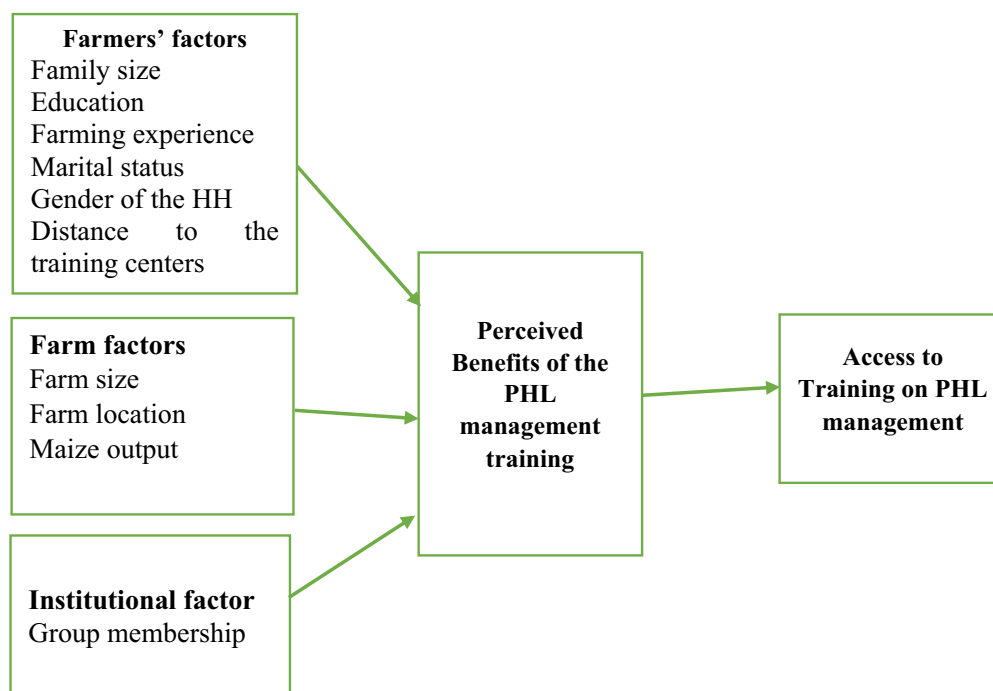 Farmers' factors
Family size
Education
Farming experience
Marital status
Gender of the HH
Distance to the
training centers
Farm factors
Farm size
Farm location
Maize output
Institutional factor
Group membership
Perceived
Benefits of the
PHL
management
training
Access to
Training on PHL
management